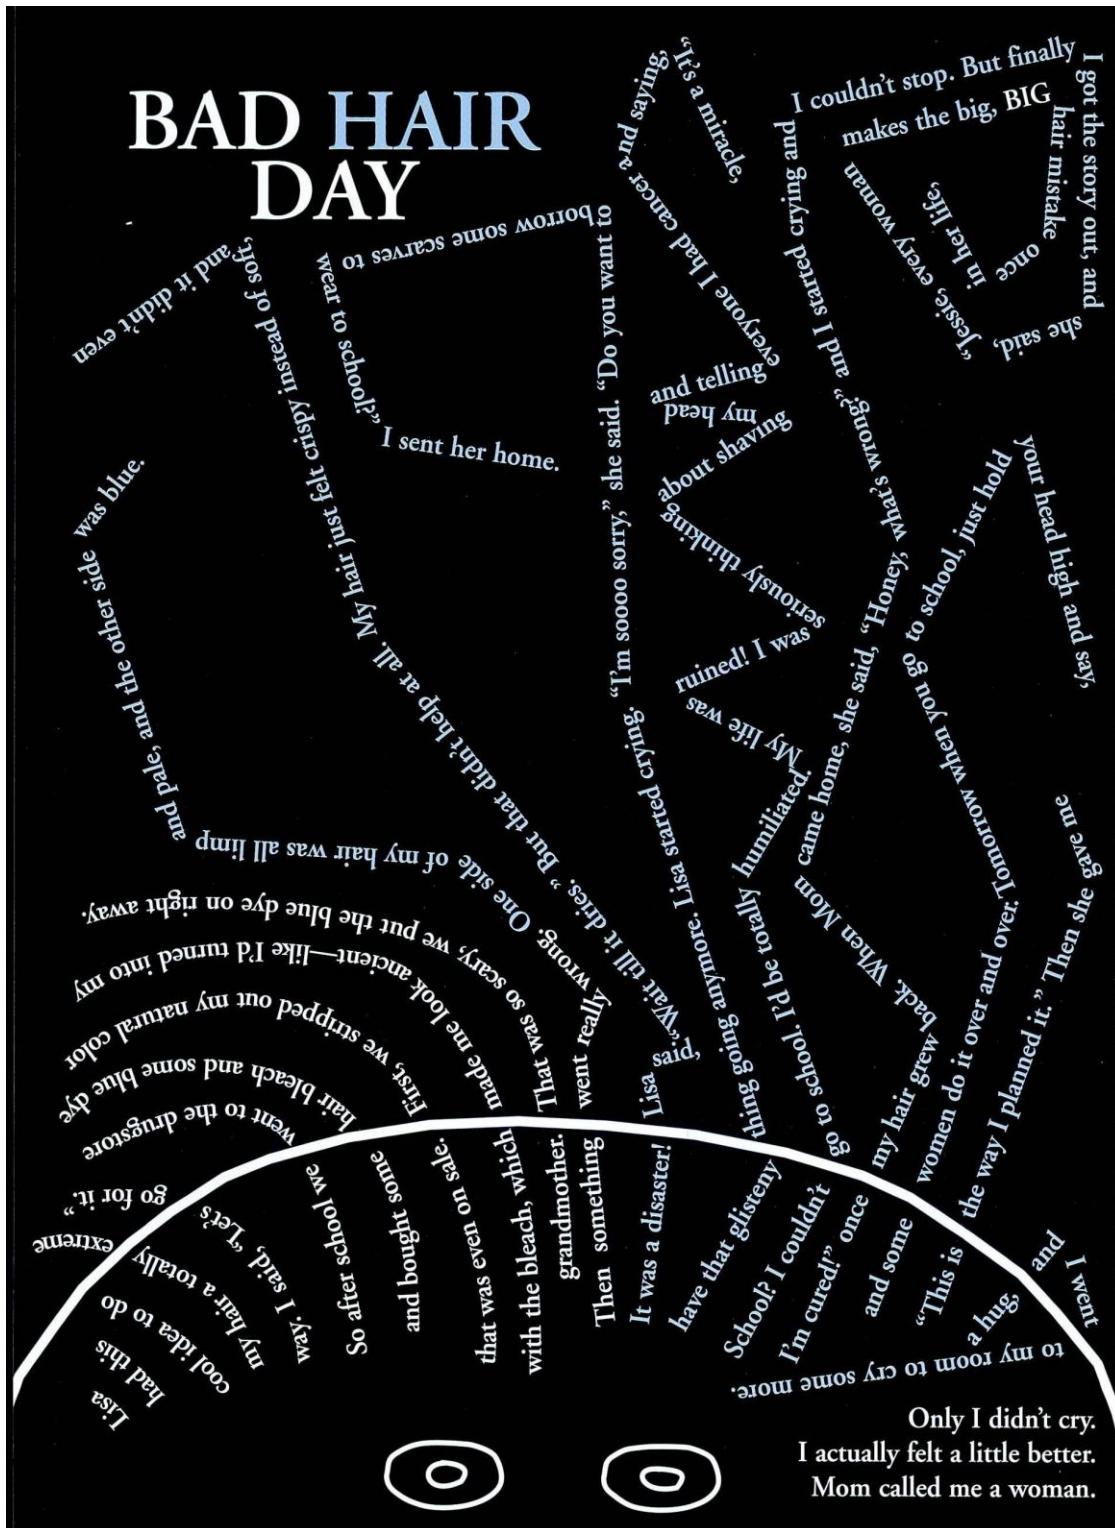 BAD HAIR
DAY
Lisa
had this
cool idea to do
my hair a totally extreme
way. I said, “Let's
go for it.”
So after school we
went to the drugstore
and bought some
hair bleach and some blue dye
that was even on sale.
First, we stripped out my natural color
with the bleach, which
made me look ancient—like I'd turned into my
grandmother.
That was so scary, we put the blue dye on right away.
Then something
went really
wrong. One side
of my hair was all limp
and pale, and the other side
was blue.
It was a disaster! Lisa
said,
“Wait till it dries.” But that didn't help at all. My hair just felt crispy instead of soft,
and it didn't even
have that glisteny
thing going anymore. Lisa started crying. “I'm soooo sorry,” she said. “Do you want to
borrow some scarves to
wear to school?”
I sent her home.
School? I couldn't
go to school. I'd be totally humiliated.
My life was
ruined! I was
seriously thinking
about shaving
my head
and telling
everyone I had cancer and saying,
“It's a miracle,
I'm cured!” once
my hair grew
back. When Mom
came home, she said, “Honey, what's wrong?” and I started crying and
I couldn't stop. But finally
I got the story out, and
she said,
“Jessie, every woman
makes the big, BIG
hair mistake
once
in her life,
and some
women do it over and over. Tomorrow when you go to school, just hold
your head high and say,
“This is
the way I planned it.” Then she gave me
a hug,
and
I went
to my room to cry some more.
Only I didn't cry.
I actually felt a little better.
Mom called me a woman.